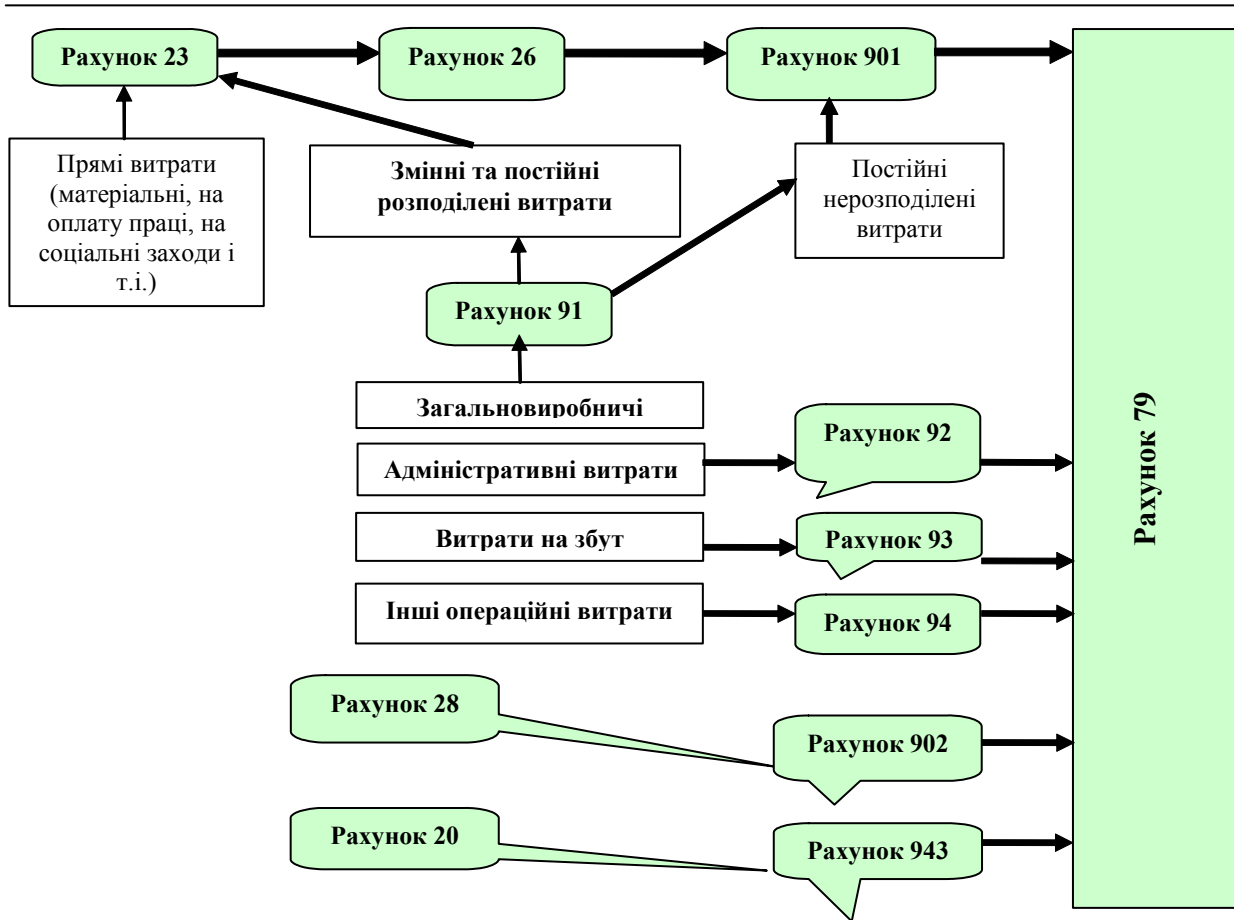 Рахунок 23
Рахунок 26
Рахунок 901
Прямі витрати
(матеріальні, на
оплату праці, на
соціальні заходи і
т.і.)
Змінні та постійні
розподілені витрати
Постійні
нерозподілені
витрати
Рахунок 91
Загальновиробничі
Адміністративні витрати
Рахунок 92
Витрати на збут
Рахунок 93
Інші операційні витрати
Рахунок 94
Рахунок 28
Рахунок 902
Рахунок 20
Рахунок 943
Рахунок 79